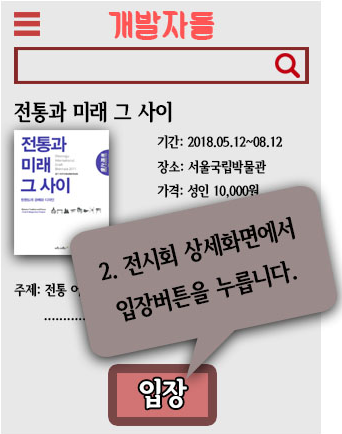 개발자들
전통과 미래 그 사이
전통과
미래
그 사이
기간: 2018.05.12~08.12
장소: 서울국립박물관
가격: 성인 10,000원
2. 전시회 상세화면에서
입장버튼을 누릅니다.
주제: 전통
..............
입장